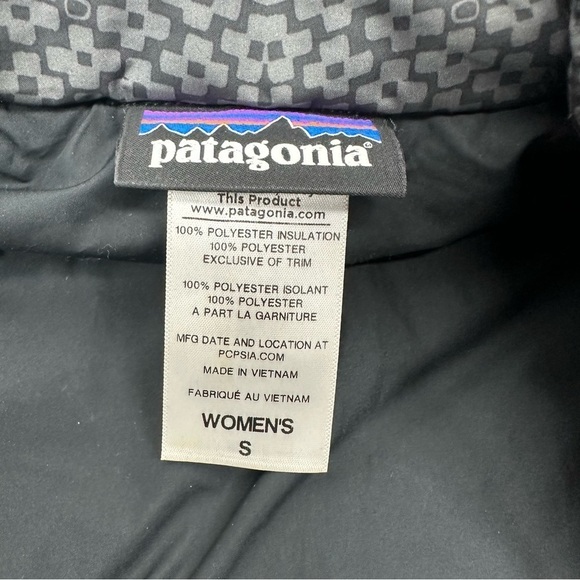 patagonia®
This Product
www.patagonia.com
100% POLYESTER INSULATION
100% POLYESTER
EXCLUSIVE OF TRIM
100% POLYESTER ISOLANT
100% POLYESTER
A PART LA GARNITURE
MFG DATE AND LOCATION AT
PCPSIA.COM
MADE IN VIETNAM
FABRIQUÉ AU VIETNAM
WOMEN'S
S